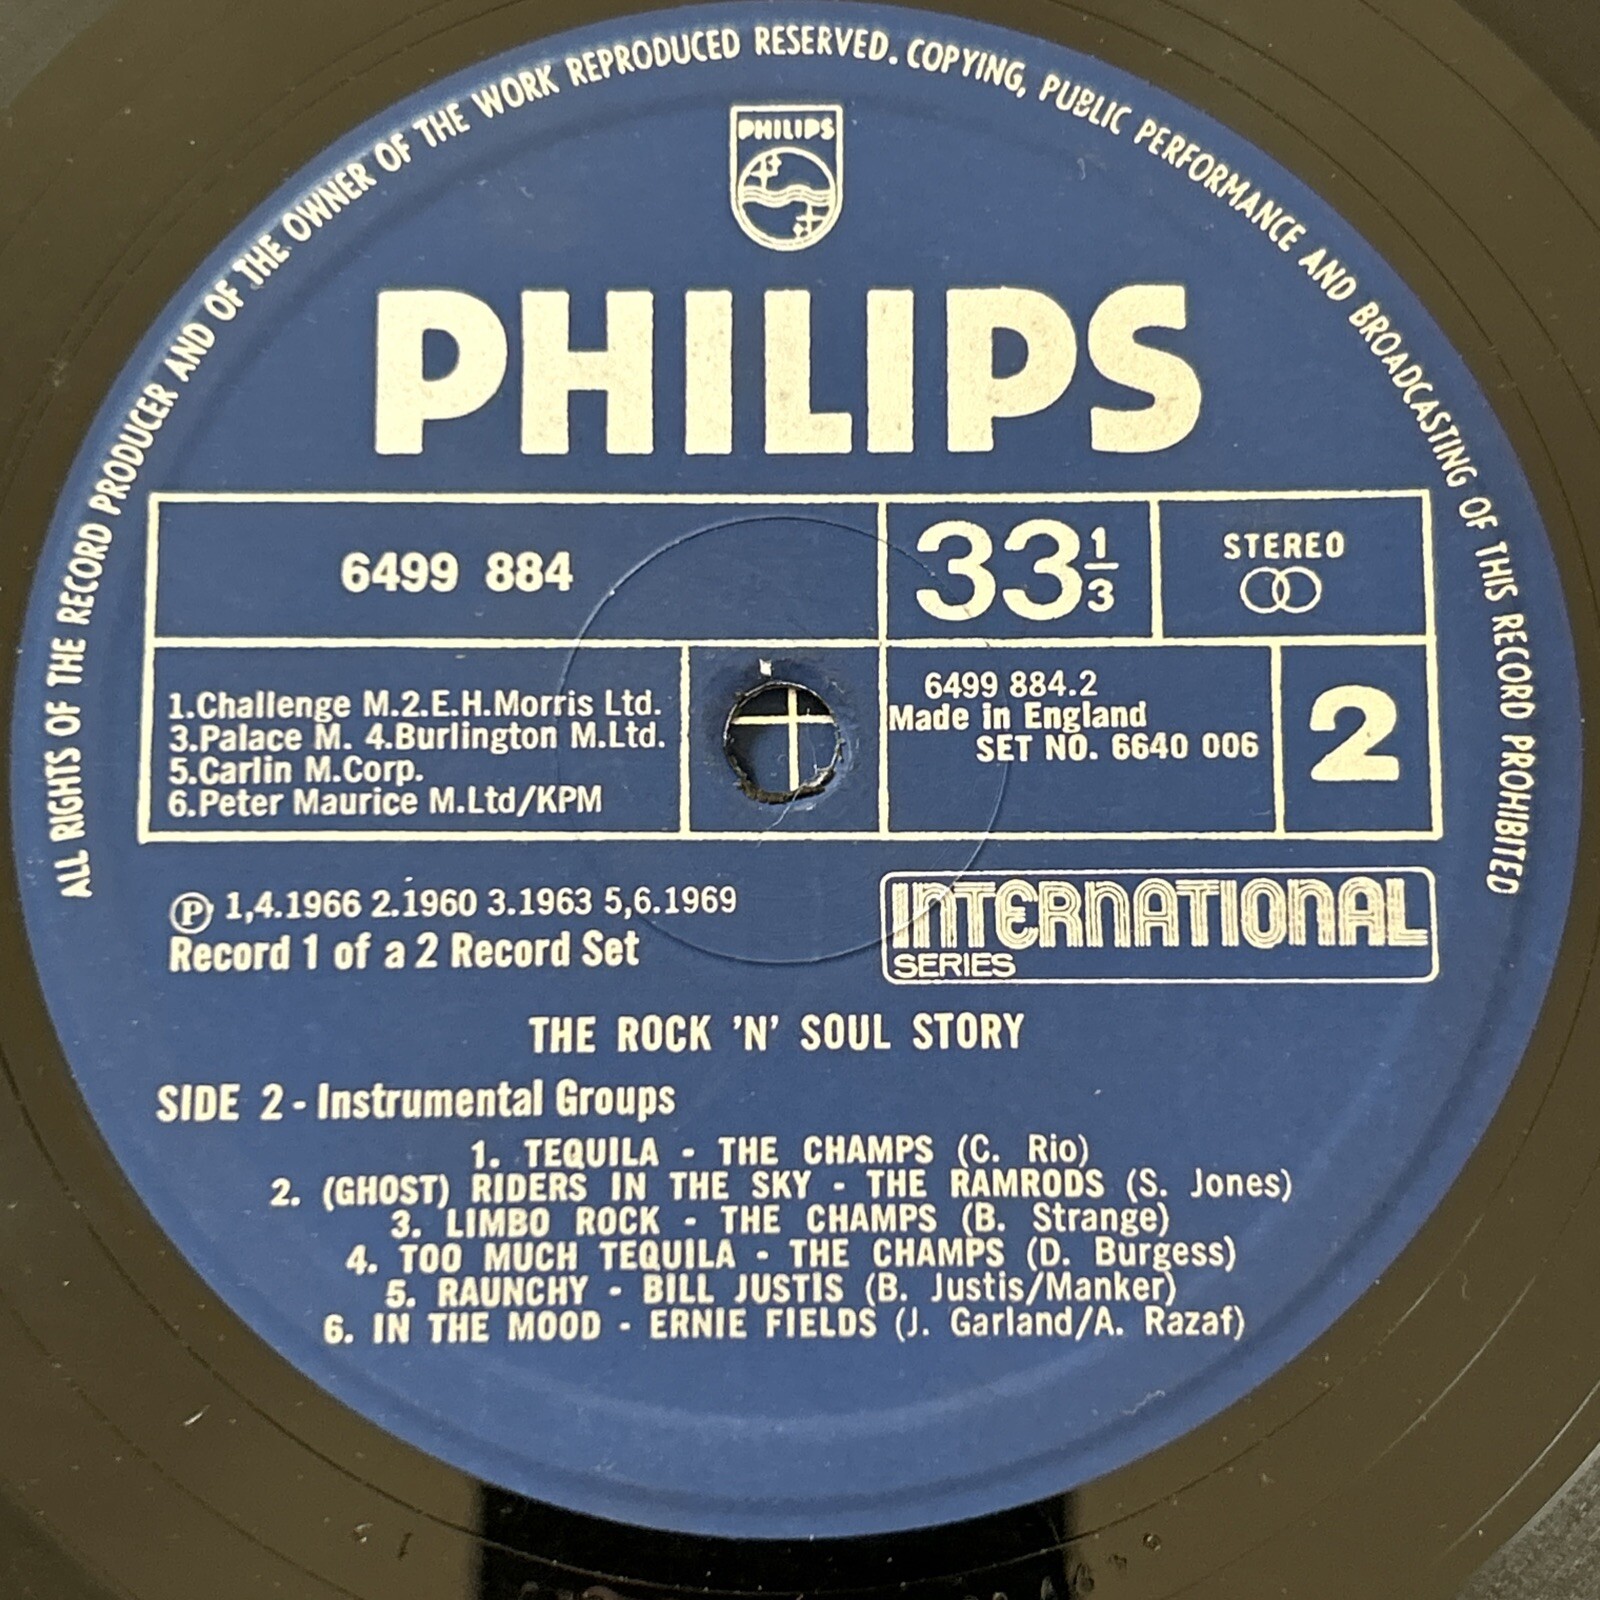 ALL RIGHTS OF THE RECORD PRODUCER AND OF THE OWNER OF THE WORK REPRODUCED RESERVED. COPYING, PUBLIC PERFORMANCE AND BROADCASTING OF THIS RECORD PROHIBITED
PHILIPS
PHILIPS
6499 884
33 1/3
STEREO
1.Challenge M.2.E.H.Morris Ltd.
3.Palace M. 4.Burlington M.Ltd.
5.Carlin M.Corp.
6.Peter Maurice M.Ltd/KPM
6499 884.2
Made in England
SET NO. 6640 006
2
Ⓟ 1,4.1966 2.1960 3.1963 5,6.1969
Record 1 of a 2 Record Set
INTERNATIONAL
SERIES
THE ROCK 'N' SOUL STORY
SIDE 2 - Instrumental Groups
1. TEQUILA - THE CHAMPS (C. Rio)
2. (GHOST) RIDERS IN THE SKY - THE RAMRODS (S. Jones)
3. LIMBO ROCK - THE CHAMPS (B. Strange)
4. TOO MUCH TEQUILA - THE CHAMPS (D. Burgess)
5. RAUNCHY - BILL JUSTIS (B. Justis/Manker)
6. IN THE MOOD - ERNIE FIELDS (J. Garland/A. Razaf)